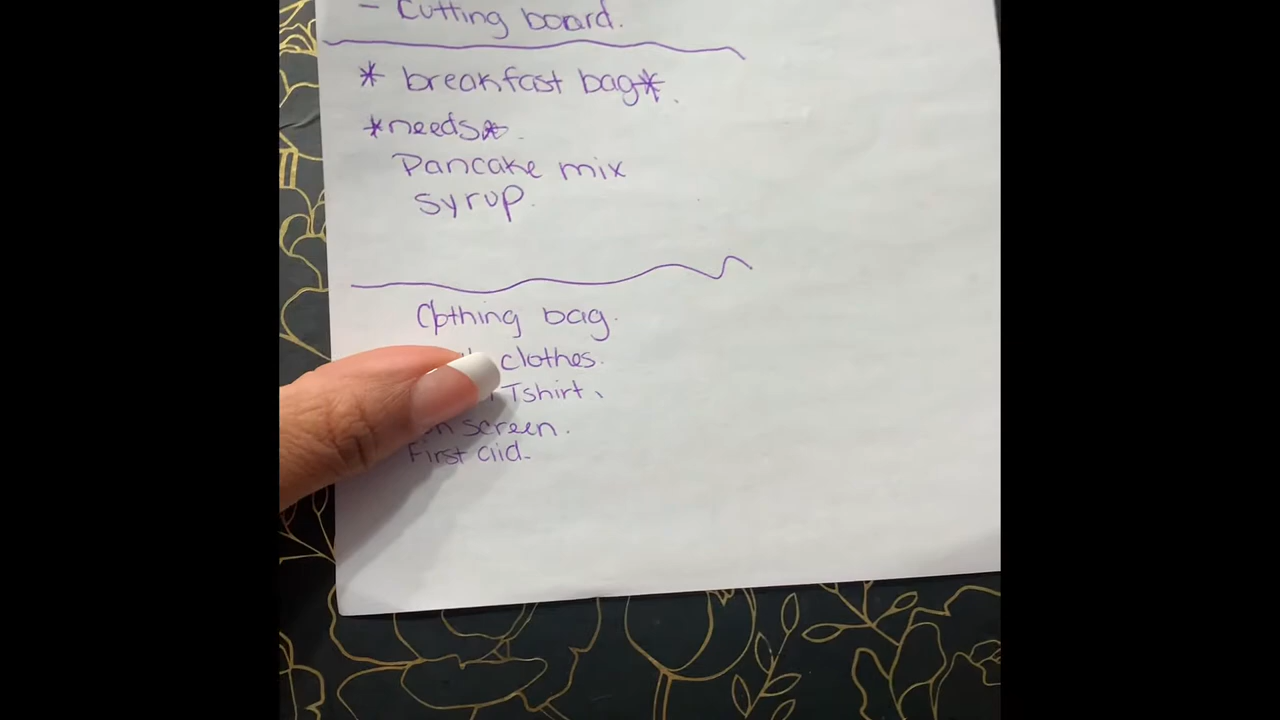 - Cutting board.
* breakfast bag*.
*needs*.
Pancake mix
Syrup.
Clothing bag.
clothes.
Tshirt.
screen.
First aid-